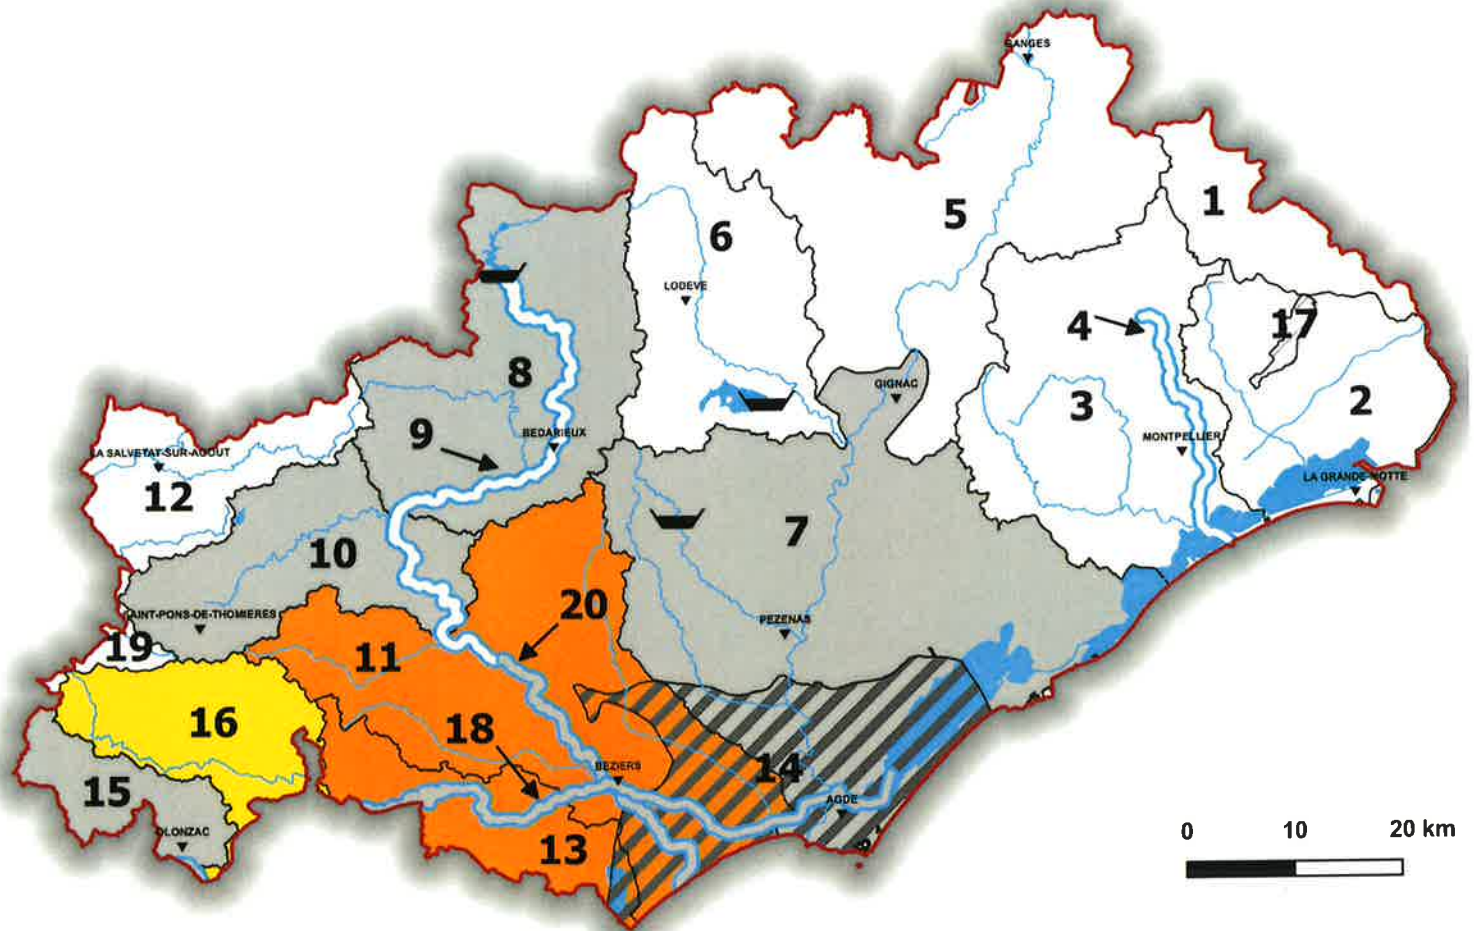 GANGES
1
5
6
LODEVE
4
17
8
GIGNAC
3
2
9
BEDARIEUX
MONTPELLIER
LA SALVETAT-SUR-AGOUT
LA GRANDE-MOTTE
12
7
10
20
SAINT-PONS-DE-THOMIERES
PEZENAS
19
11
16
18
14
BEZIERS
15
AGDE
OLONZAC
13
0 10 20 km